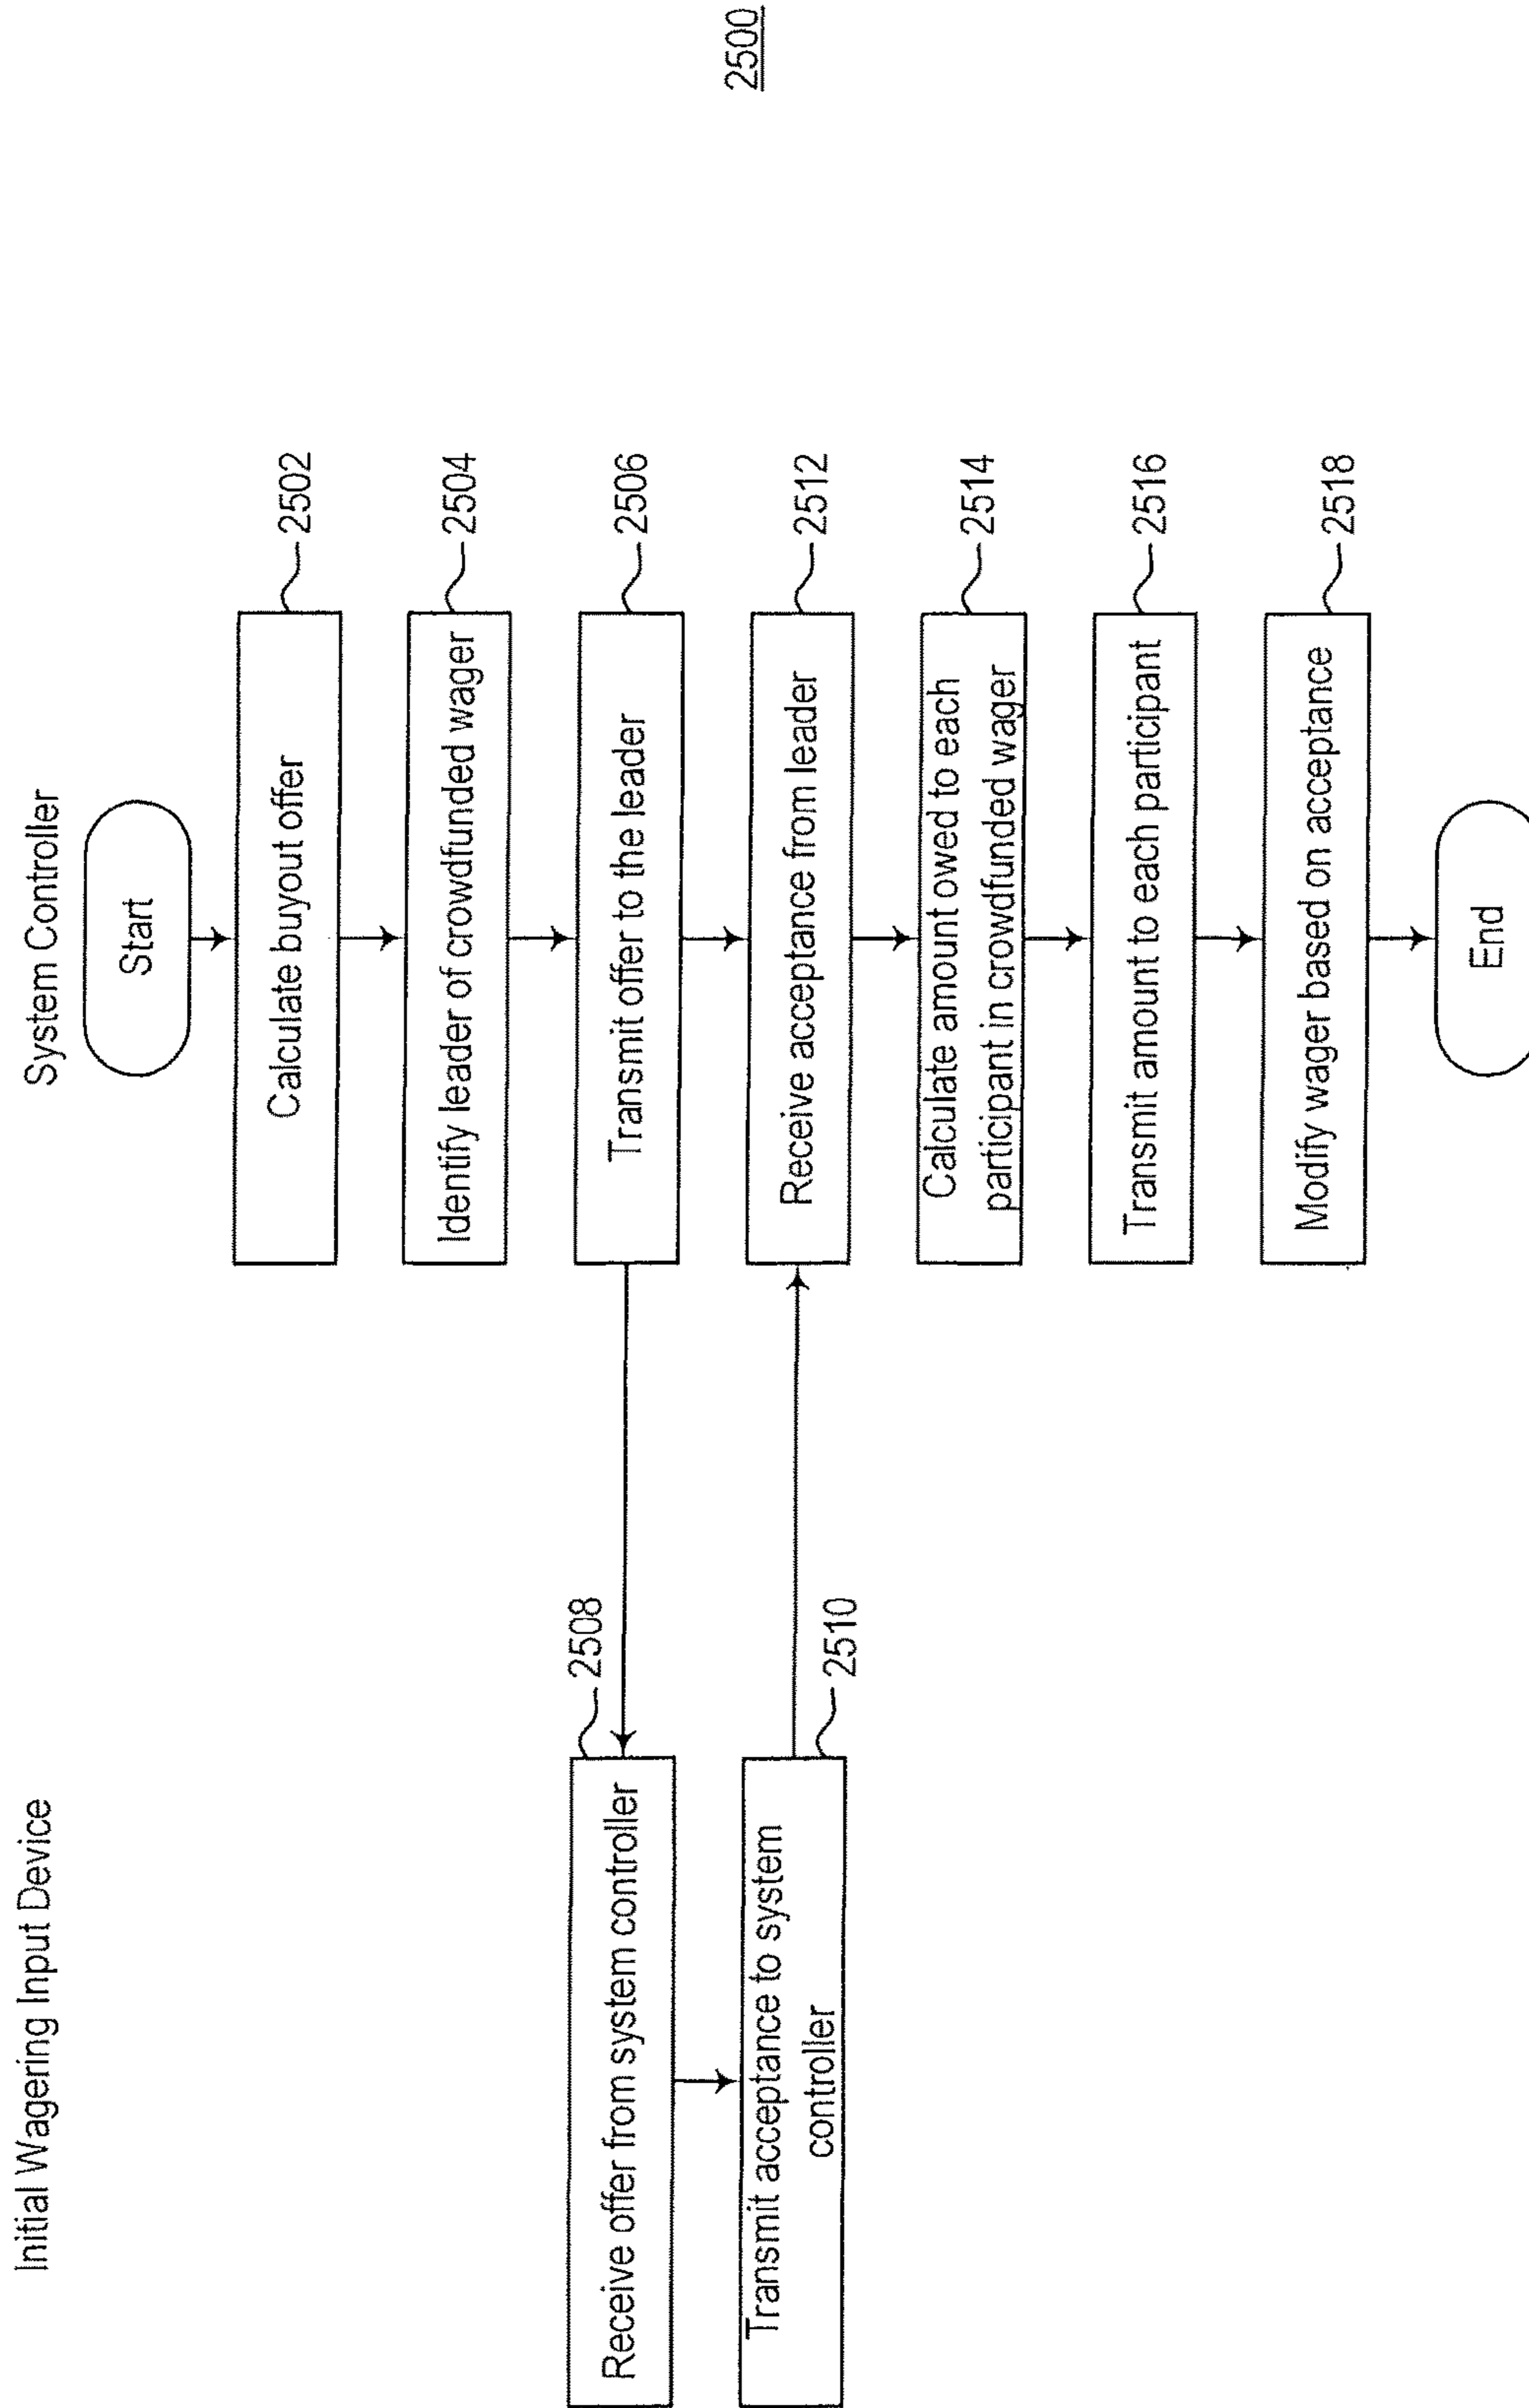 Initial Wagering Input Device
System Controller
Start
Calculate buyout offer
2502
Identify leader of crowdfunded wager
2504
Transmit offer to the leader
2506
Receive offer from system controller
2508
Transmit acceptance to system
controller
2510
Receive acceptance from leader
2512
Calculate amount owed to each
participant in crowdfunded wager
2514
Transmit amount to each participant
2516
Modify wager based on acceptance
2518
End
2500